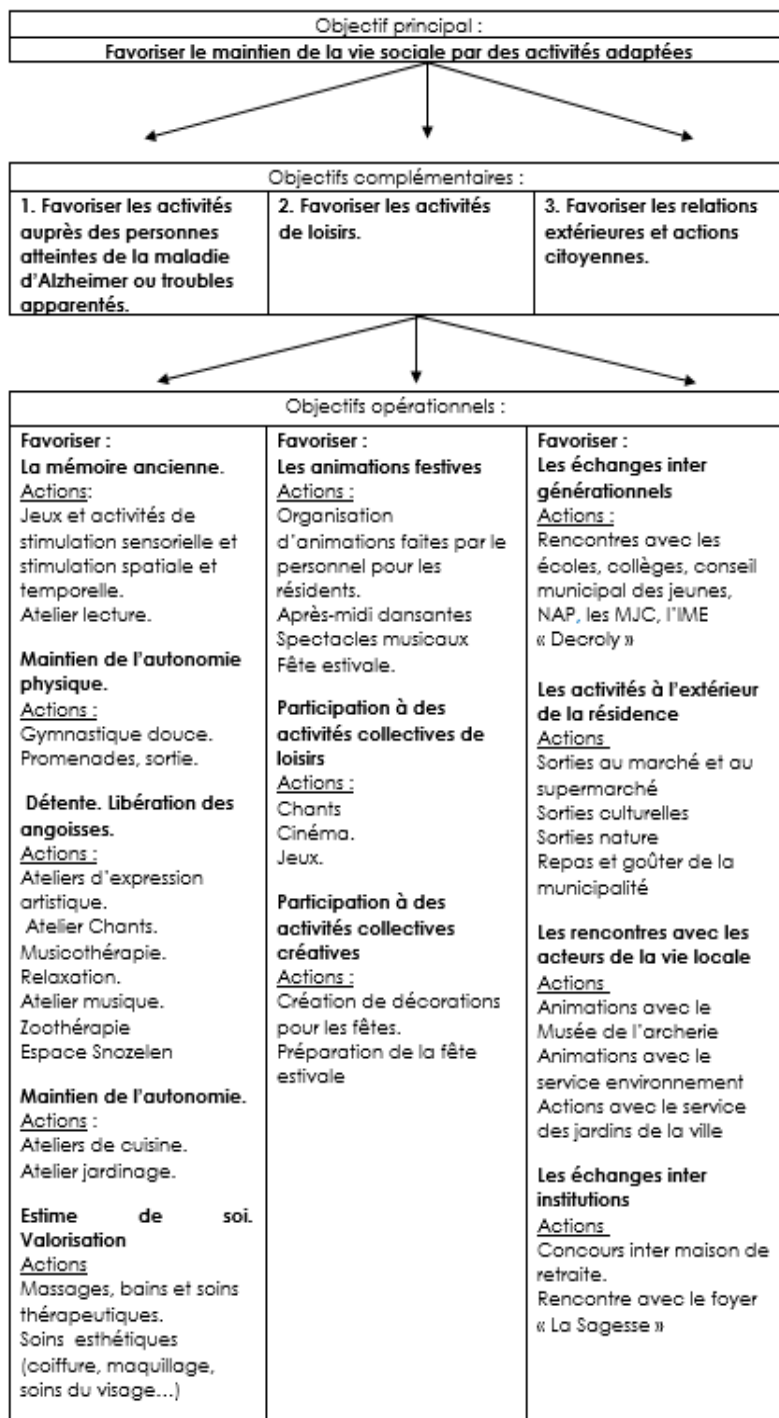 Objectif principal :
Favoriser le maintien de la vie sociale par des activités adaptées
Objectifs complémentaires :
1. Favoriser les activités
auprès des personnes
atteintes de la maladie
d'Alzheimer ou troubles
apparentés.
2. Favoriser les activités
de loisirs.
3. Favoriser les relations
extérieures et actions
citoyennes.
Objectifs opérationnels :
Favoriser :
La mémoire ancienne.
Actions:
Jeux et activités de
stimulation sensorielle et
stimulation spatiale et
temporelle.
Atelier lecture.
Maintien de l'autonomie
physique.
Actions :
Gymnastique douce.
Promenades, sortie.
Détente. Libération des
angoisses.
Actions :
Ateliers d'expression
artistique.
Atelier Chants.
Musicothérapie.
Relaxation.
Atelier musique.
Zoothérapie
Espace Snozelen
Maintien de l'autonomie.
Actions :
Ateliers de cuisine.
Atelier jardinage.
Estime de soi.
Valorisation
Actions
Massages, bains et soins
thérapeutiques.
Soins esthétiques
(coiffure, maquillage,
soins du visage...)
Favoriser :
Les animations festives
Actions :
Organisation
d'animations faites par le
personnel pour les
résidents.
Après-midi dansantes
Spectacles musicaux
Fête estivale.
Participation à des
activités collectives de
loisirs
Actions :
Chants
Cinéma.
Jeux.
Participation à des
activités collectives
créatives
Actions :
Création de décorations
pour les fêtes.
Préparation de la fête
estivale
Favoriser :
Les échanges inter
générationnels
Actions :
Rencontres avec les
écoles, collèges, conseil
municipal des jeunes,
NAP, les MJC, l'IME
« Decroly »
Les activités à l'extérieur
de la résidence
Actions
Sorties au marché et au
supermarché
Sorties culturelles
Sorties nature
Repas et goûter de la
municipalité
Les rencontres avec les
acteurs de la vie locale
Actions
Animations avec le
Musée de l'archerie
Animations avec le
service environnement
Actions avec le service
des jardins de la ville
Les échanges inter
institutions
Actions
Concours inter maison de
retraite.
Rencontre avec le foyer
« La Sagesse »